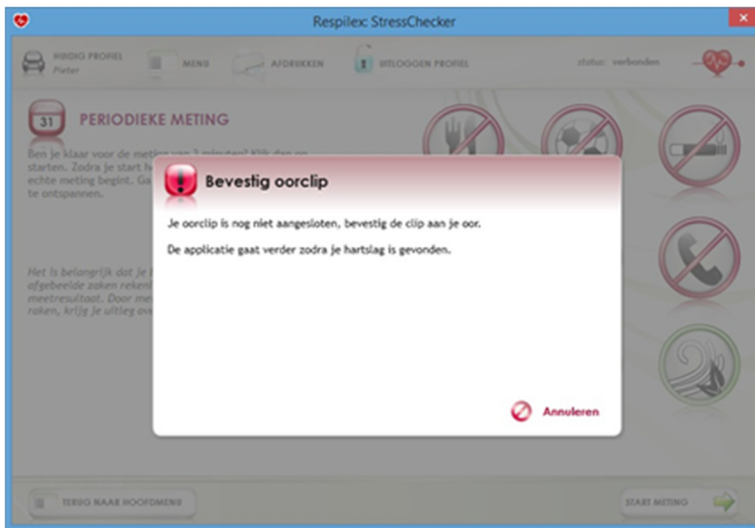 Respilex: StressChecker
HUIDIG PROFIEL
Pieter
MENU
AFDRUKKEN
UITLOGGEN PROFIEL
status: verbonden
31
PERIODIEKE METING
Ben je klaar voor de meting van 2 minuten? Klik dan op
starten. Zodra je start h
echte meting begint. Ga
te ontspannen.
Bevestig oorclip
Je oorclip is nog niet aangesloten, bevestig de clip aan je oor.
De applicatie gaat verder zodra je hartslag is gevonden.
Het is belangrijk dat je h
afgebeelde zaken rekeni
meetresultaat. Door me
raken, krijg je uitleg ove
Annuleren
TERUG NAAR HOOFDMENU
START METING